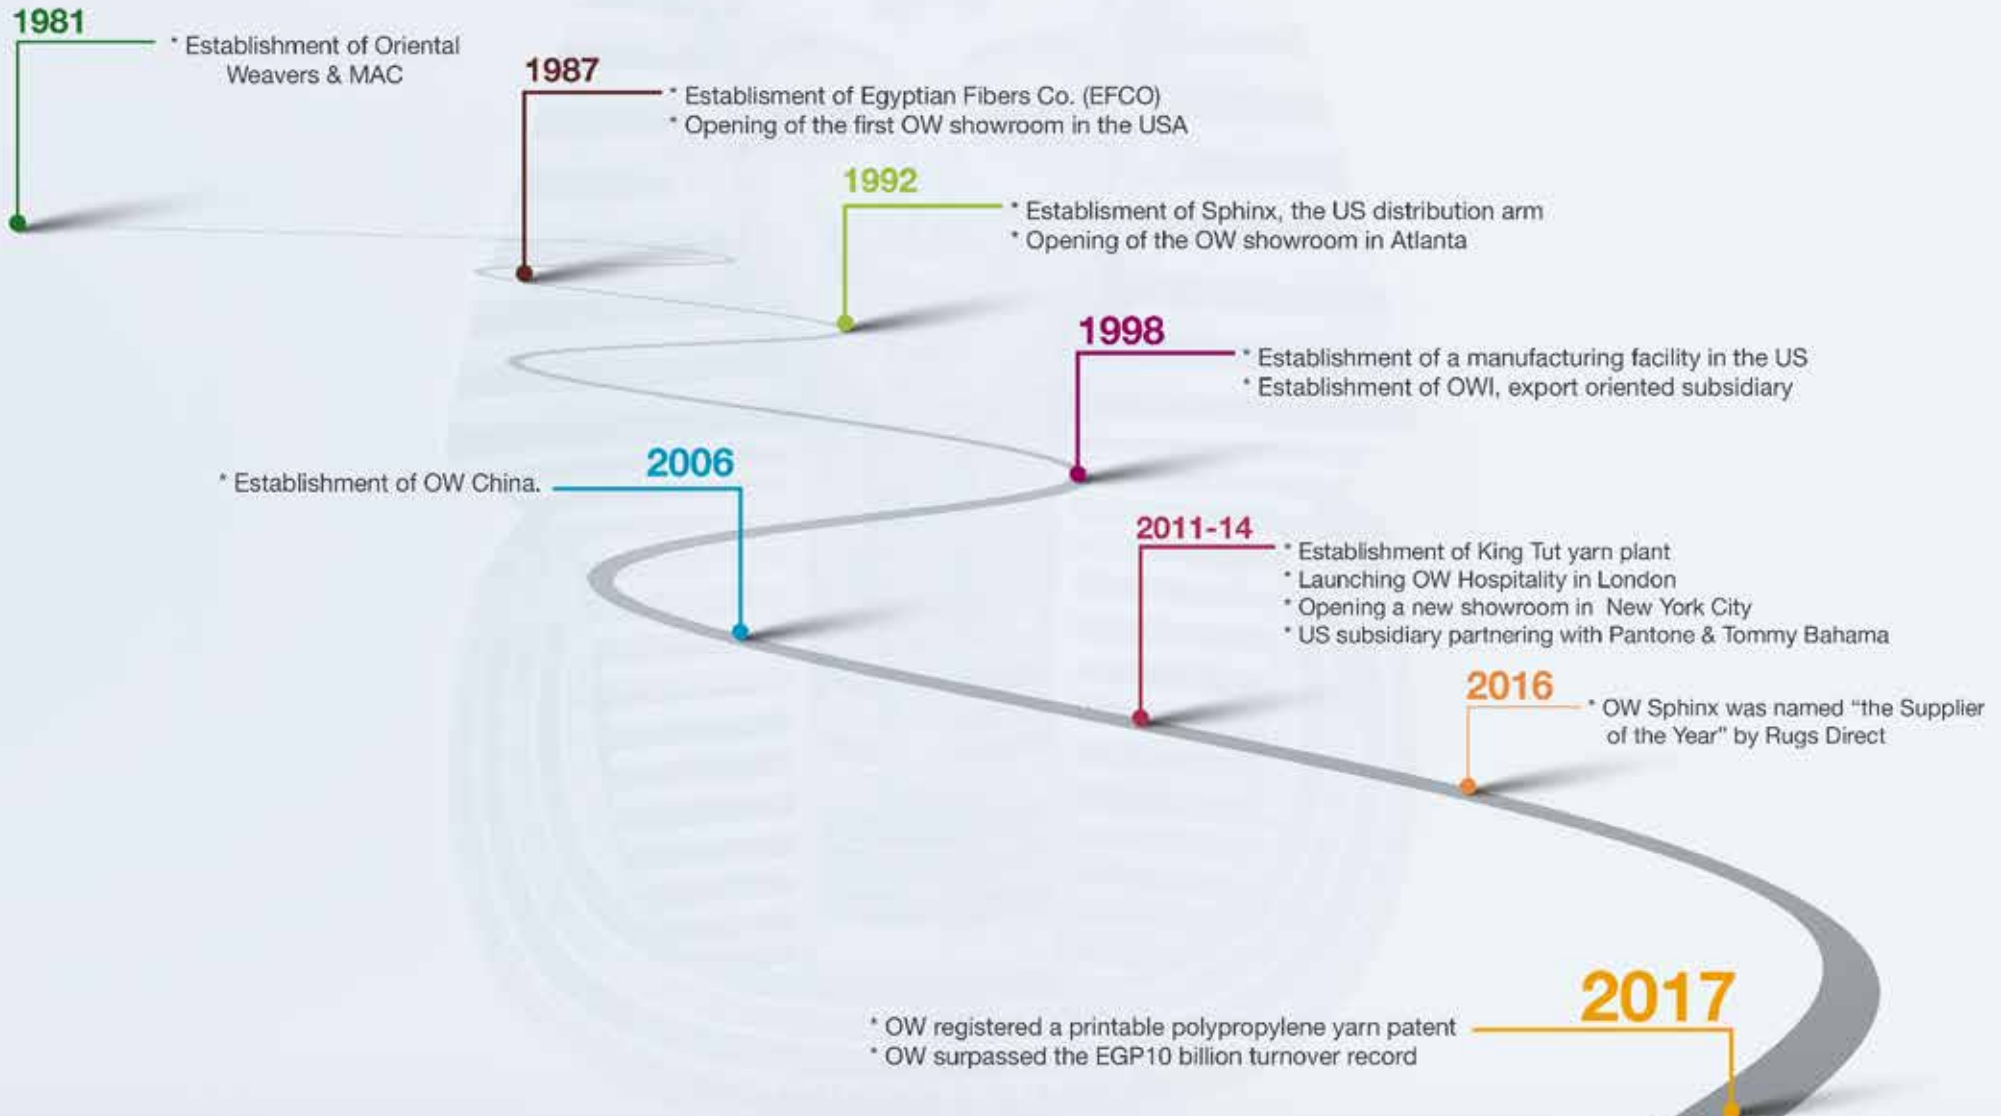 1981
* Establishment of Oriental
Weavers & MAC
1987
* Establisment of Egyptian Fibers Co. (EFCO)
* Opening of the first OW showroom in the USA
1992
* Establisment of Sphinx, the US distribution arm
* Opening of the OW showroom in Atlanta
1998
* Establishment of a manufacturing facility in the US
* Establishment of OWI, export oriented subsidiary
2006
* Establishment of OW China.
2011-14
* Establishment of King Tut yarn plant
* Launching OW Hospitality in London
* Opening a new showroom in New York City
* US subsidiary partnering with Pantone & Tommy Bahama
2016
* OW Sphinx was named “the Supplier
of the Year” by Rugs Direct
2017
* OW registered a printable polypropylene yarn patent
* OW surpassed the EGP10 billion turnover record